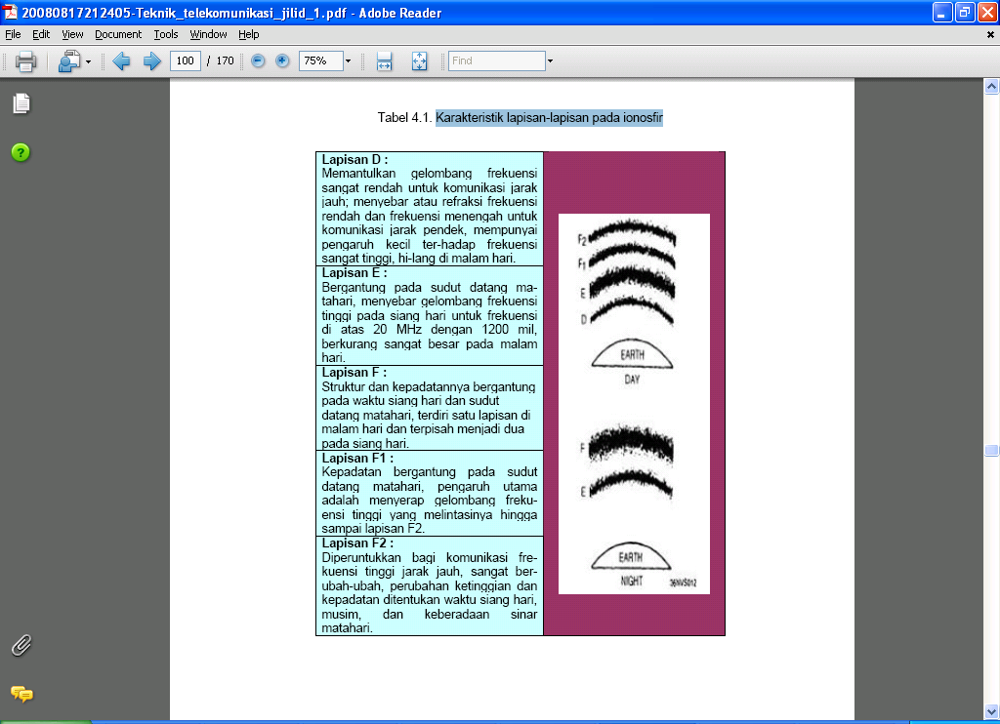 20080817212405-Teknik_telekomunikasi_jilid_1.pdf - Adobe Reader
File Edit View Document Tools Window Help
100 / 170 75% Find
Tabel 4.1. Karakteristik lapisan-lapisan pada ionosfir
Lapisan D :
Memantulkan gelombang frekuensi
sangat rendah untuk komunikasi jarak
jauh; menyebar atau refraksi frekuensi
rendah dan frekuensi menengah untuk
komunikasi jarak pendek, mempunyai
pengaruh kecil ter-hadap frekuensi
sangat tinggi, hi-lang di malam hari.
Lapisan E :
Bergantung pada sudut datang ma-
tahari, menyebar gelombang frekuensi
tinggi pada siang hari untuk frekuensi
di atas 20 MHz dengan 1200 mil,
berkurang sangat besar pada malam
hari.
Lapisan F :
Struktur dan kepadatannya bergantung
pada waktu siang hari dan sudut
datang matahari, terdiri satu lapisan di
malam hari dan terpisah menjadi dua
pada siang hari.
Lapisan F1 :
Kepadatan bergantung pada sudut
datang matahari, pengaruh utama
adalah menyerap gelombang freku-
ensi tinggi yang melintasinya hingga
sampai lapisan F2.
Lapisan F2 :
Diperuntukkan bagi komunikasi fre-
kuensi tinggi jarak jauh, sangat ber-
ubah-ubah, perubahan ketinggian dan
kepadatan ditentukan waktu siang hari,
musim, dan keberadaan sinar
matahari.
F2
F1
E
D
EARTH
DAY
F
E
EARTH
NIGHT 36NVS012